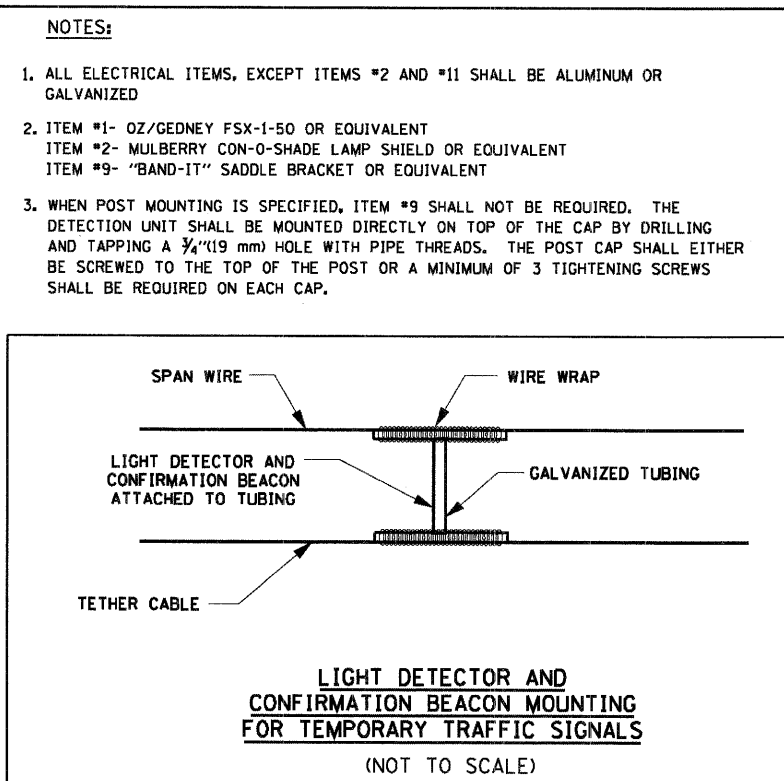 NOTES:
1. ALL ELECTRICAL ITEMS, EXCEPT ITEMS #2 AND #11 SHALL BE ALUMINUM OR
GALVANIZED
2. ITEM #1- OZ/GEDNEY FSX-1-50 OR EQUIVALENT
ITEM #2- MULBERRY CON-O-SHADE LAMP SHIELD OR EQUIVALENT
ITEM #9- "BAND-IT" SADDLE BRACKET OR EQUIVALENT
3. WHEN POST MOUNTING IS SPECIFIED, ITEM #9 SHALL NOT BE REQUIRED. THE
DETECTION UNIT SHALL BE MOUNTED DIRECTLY ON TOP OF THE CAP BY DRILLING
AND TAPPING A 3/4"(19 mm) HOLE WITH PIPE THREADS. THE POST CAP SHALL EITHER
BE SCREWED TO THE TOP OF THE POST OR A MINIMUM OF 3 TIGHTENING SCREWS
SHALL BE REQUIRED ON EACH CAP.
SPAN WIRE
WIRE WRAP
LIGHT DETECTOR AND
CONFIRMATION BEACON
ATTACHED TO TUBING
GALVANIZED TUBING
TETHER CABLE
LIGHT DETECTOR AND
CONFIRMATION BEACON MOUNTING
FOR TEMPORARY TRAFFIC SIGNALS
(NOT TO SCALE)